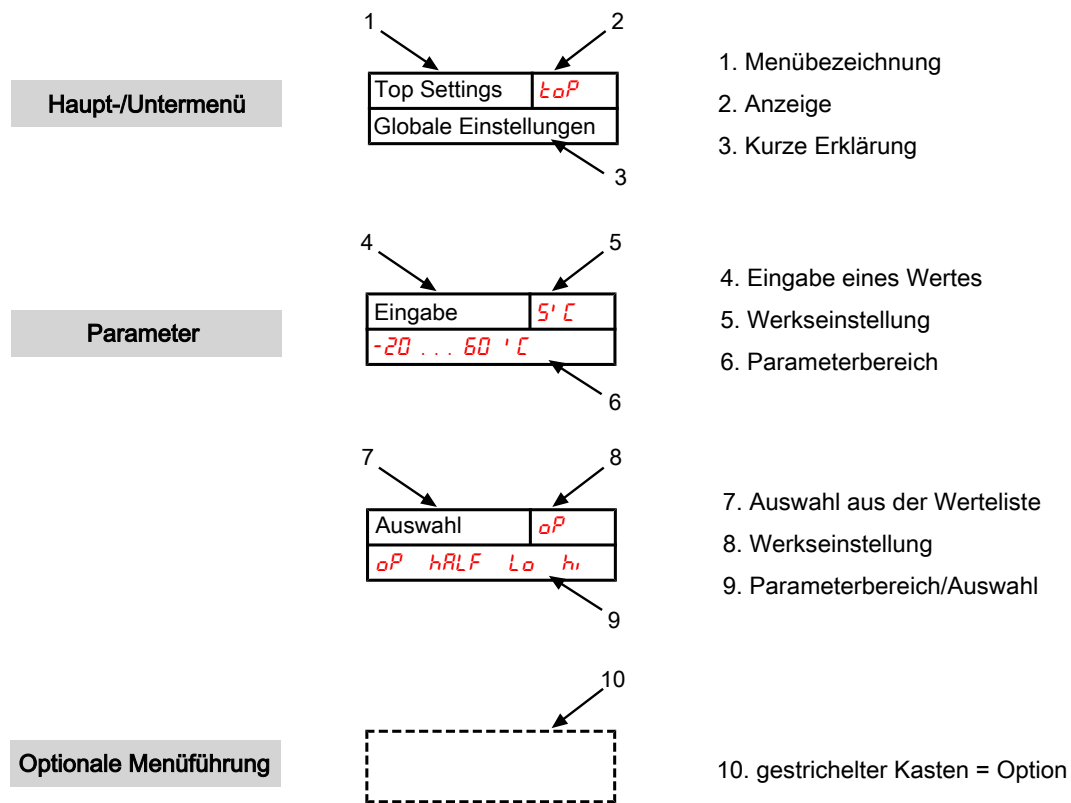 1 2
Haupt-/Untermenü
Top Settings toP
Globale Einstellungen
3
1. Menübezeichnung
2. Anzeige
3. Kurze Erklärung
4 5
Parameter
Eingabe 5'C
-20 . . . 60 'C
6
4. Eingabe eines Wertes
5. Werkseinstellung
6. Parameterbereich
7 8
Auswahl oP
oP hALF Lo hi
9
7. Auswahl aus der Werteliste
8. Werkseinstellung
9. Parameterbereich/Auswahl
10
Optionale Menüführung
10. gestrichelter Kasten = Option